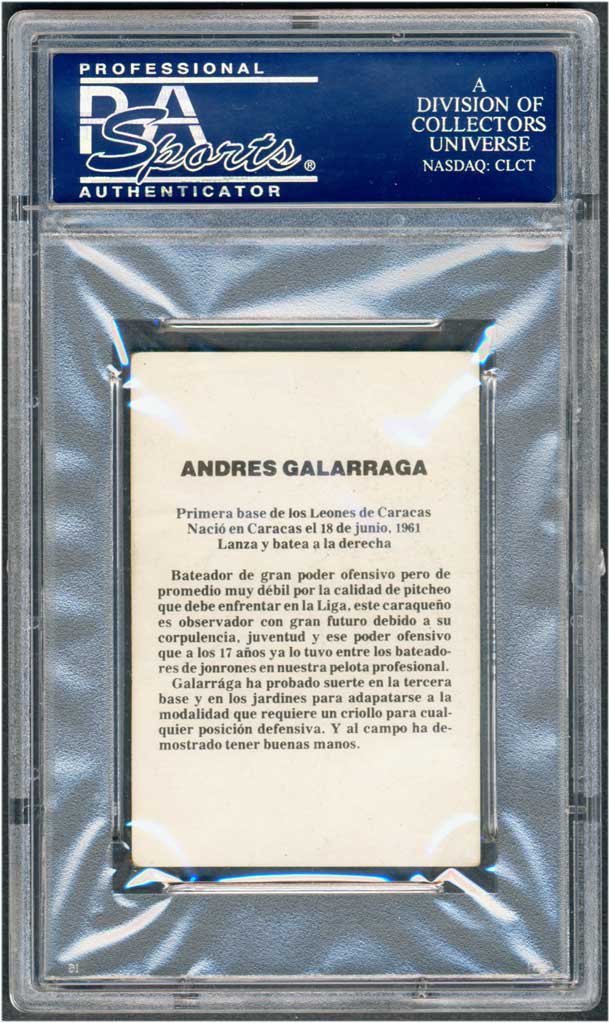 PROFESSIONAL
PSA
Sports®
AUTHENTICATOR
A
DIVISION OF
COLLECTORS
UNIVERSE
NASDAQ: CLCT
ANDRES GALARRAGA
Primera base de los Leones de Caracas
Nació en Caracas el 18 de junio, 1961
Lanza y batea a la derecha
Bateador de gran poder ofensivo pero de
promedio muy débil por la calidad de pitcheo
que debe enfrentar en la Liga, este caraqueño
es observador con gran futuro debido a su
corpulencia, juventud y ese poder ofensivo
que a los 17 años ya lo tuvo entre los bateado-
res de jonrones en nuestra pelota profesional.
Galarrága ha probado suerte en la tercera
base y en los jardines para adapatarse a la
modalidad que requiere un criollo para cual-
quier posición defensiva. Y al campo ha de-
mostrado tener buenas manos.